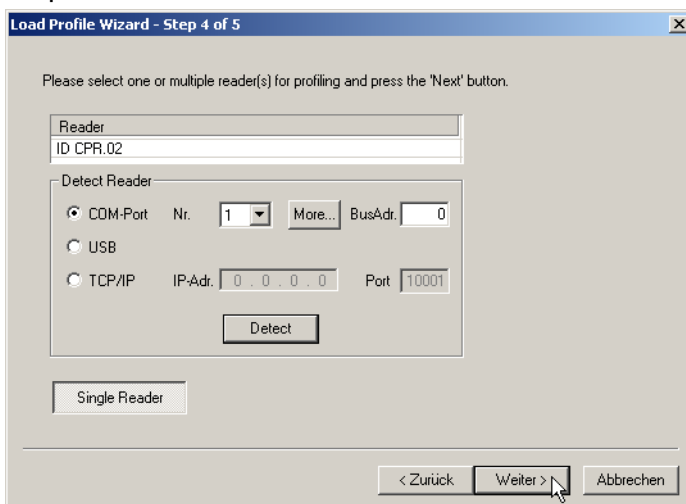 Load Profile Wizard - Step 4 of 5
Please select one or multiple reader(s) for profiling and press the 'Next' button.
Reader
ID CPR.02
Detect Reader
COM-Port Nr. 1 More... BusAdr. 0
USB
TCP/IP IP-Adr. 0 . 0 . 0 . 0 Port 10001
Detect
Single Reader
< Zurück Weiter > Abbrechen